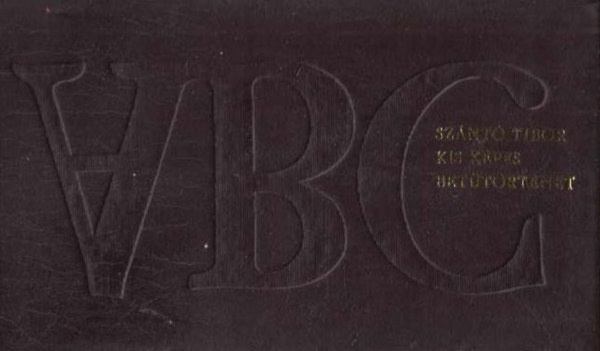 ABC
SZÁNTÓ TIBOR
KIS KÉPES
BETŰTÖRTÉNET